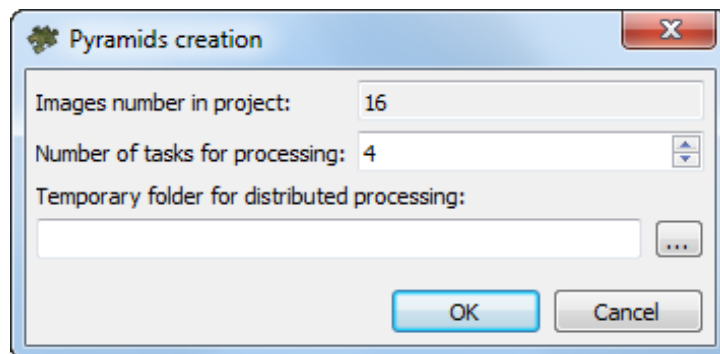 Pyramids creation
Images number in project: 16
Number of tasks for processing: 4
Temporary folder for distributed processing:
...
OK Cancel